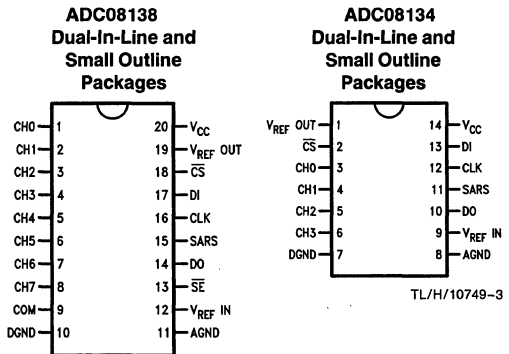 ADC08138
Dual-In-Line and
Small Outline
Packages
CH0 1 20 VCC
CH1 2 19 VREF OUT
CH2 3 18 C̅S̅
CH3 4 17 DI
CH4 5 16 CLK
CH5 6 15 SARS
CH6 7 14 DO
CH7 8 13 S̅E̅
COM 9 12 VREF IN
DGND 10 11 AGND
ADC08134
Dual-In-Line and
Small Outline
Packages
VREF OUT 1 14 VCC
C̅S̅ 2 13 DI
CH0 3 12 CLK
CH1 4 11 SARS
CH2 5 10 DO
CH3 6 9 VREF IN
DGND 7 8 AGND
TL/H/10749-3